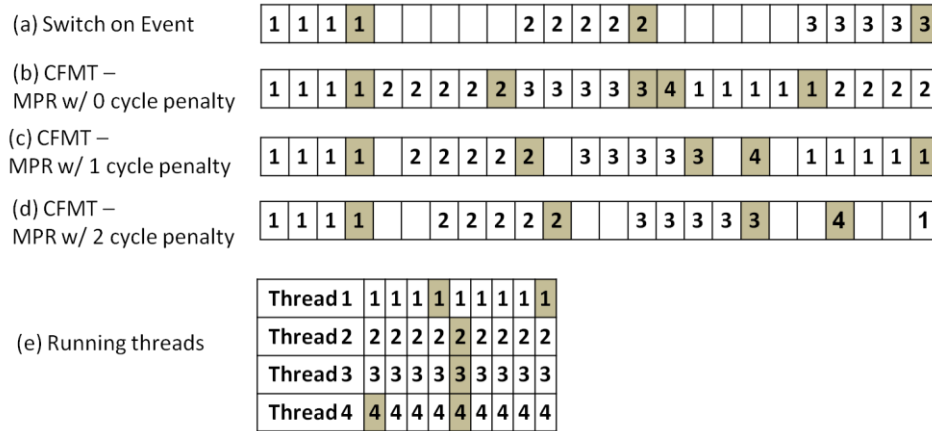 (a) Switch on Event 1 1 1 1 2 2 2 2 2 3 3 3 3 3
(b) CFMT –
MPR w/ 0 cycle penalty 1 1 1 1 2 2 2 2 2 3 3 3 3 3 4 1 1 1 1 1 2 2 2 2
(c) CFMT –
MPR w/ 1 cycle penalty 1 1 1 1 2 2 2 2 2 3 3 3 3 3 4 1 1 1 1 1
(d) CFMT –
MPR w/ 2 cycle penalty 1 1 1 1 2 2 2 2 2 3 3 3 3 3 4 1
(e) Running threads
Thread 1 1 1 1 1 1 1 1 1 1
Thread 2 2 2 2 2 2 2 2 2 2
Thread 3 3 3 3 3 3 3 3 3 3
Thread 4 4 4 4 4 4 4 4 4 4